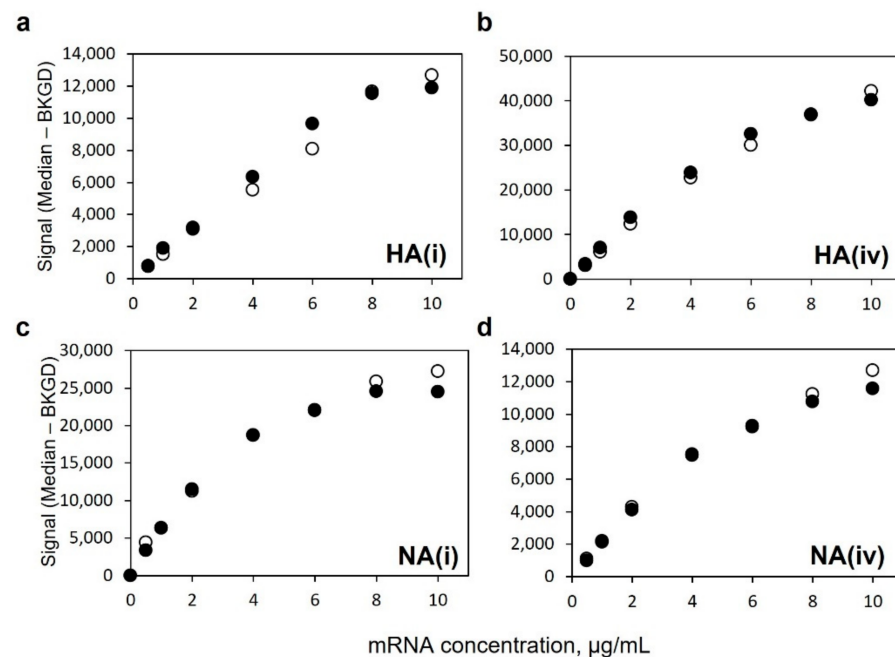 a
14,000
12,000
10,000
8,000
6,000
4,000
2,000
0
0 2 4 6 8 10
Signal (Median – BKGD)
HA(i)
b
50,000
40,000
30,000
20,000
10,000
0
0 2 4 6 8 10
HA(iv)
c
30,000
25,000
20,000
15,000
10,000
5,000
0
0 2 4 6 8 10
Signal (Median – BKGD)
NA(i)
d
14,000
12,000
10,000
8,000
6,000
4,000
2,000
0
0 2 4 6 8 10
NA(iv)
mRNA concentration, µg/mL